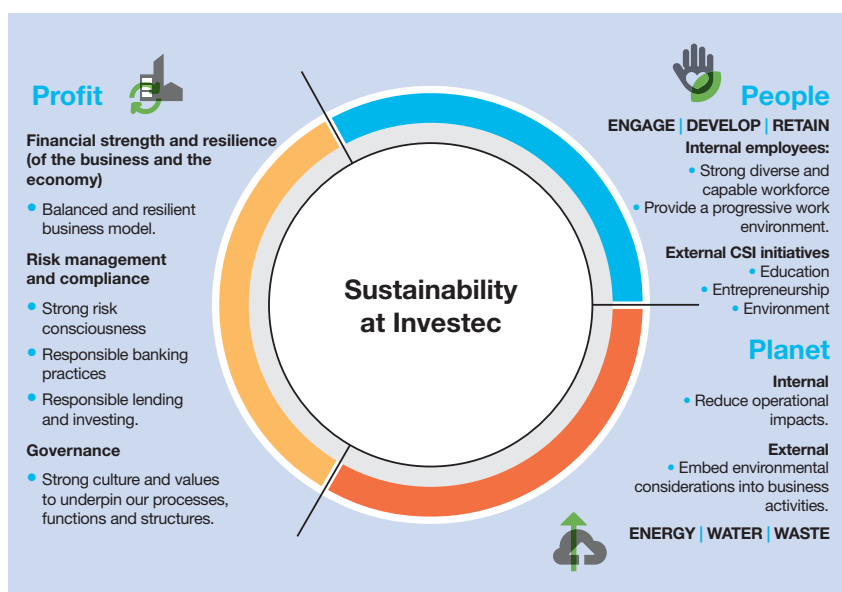 Profit
Financial strength and resilience
(of the business and the
economy)
• Balanced and resilient
business model.
Risk management
and compliance
• Strong risk
consciousness
• Responsible banking
practices
• Responsible lending
and investing.
Governance
• Strong culture and values
to underpin our processes,
functions and structures.
Sustainability
at Investec
People
ENGAGE | DEVELOP | RETAIN
Internal employees:
• Strong diverse and
capable workforce
• Provide a progressive work
environment.
External CSI initiatives
• Education
• Entrepreneurship
• Environment
Planet
Internal
• Reduce operational
impacts.
External
• Embed environmental
considerations into business
activities.
ENERGY | WATER | WASTE